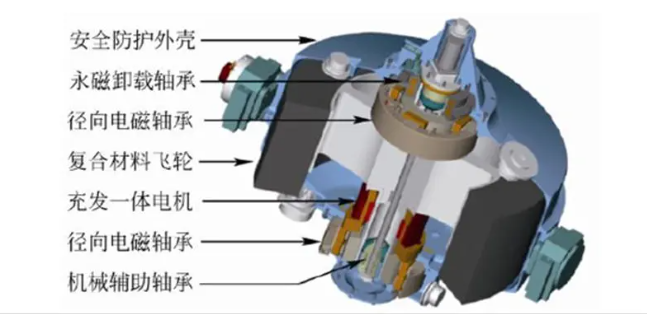 安全防护外壳
永磁卸载轴承
径向电磁轴承
复合材料飞轮
充发一体电机
径向电磁轴承
机械辅助轴承